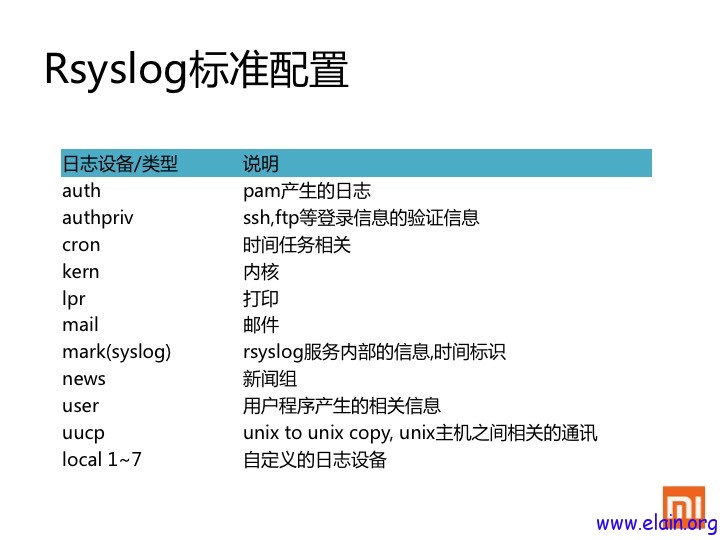 Rsyslog标准配置
日志设备/类型 说明
auth pam产生的日志
authpriv ssh,ftp等登录信息的验证信息
cron 时间任务相关
kern 内核
lpr 打印
mail 邮件
mark(syslog) rsyslog服务内部的信息,时间标识
news 新闻组
user 用户程序产生的相关信息
uucp unix to unix copy, unix主机之间相关的通讯
local 1~7 自定义的日志设备
mi
www.elain.org